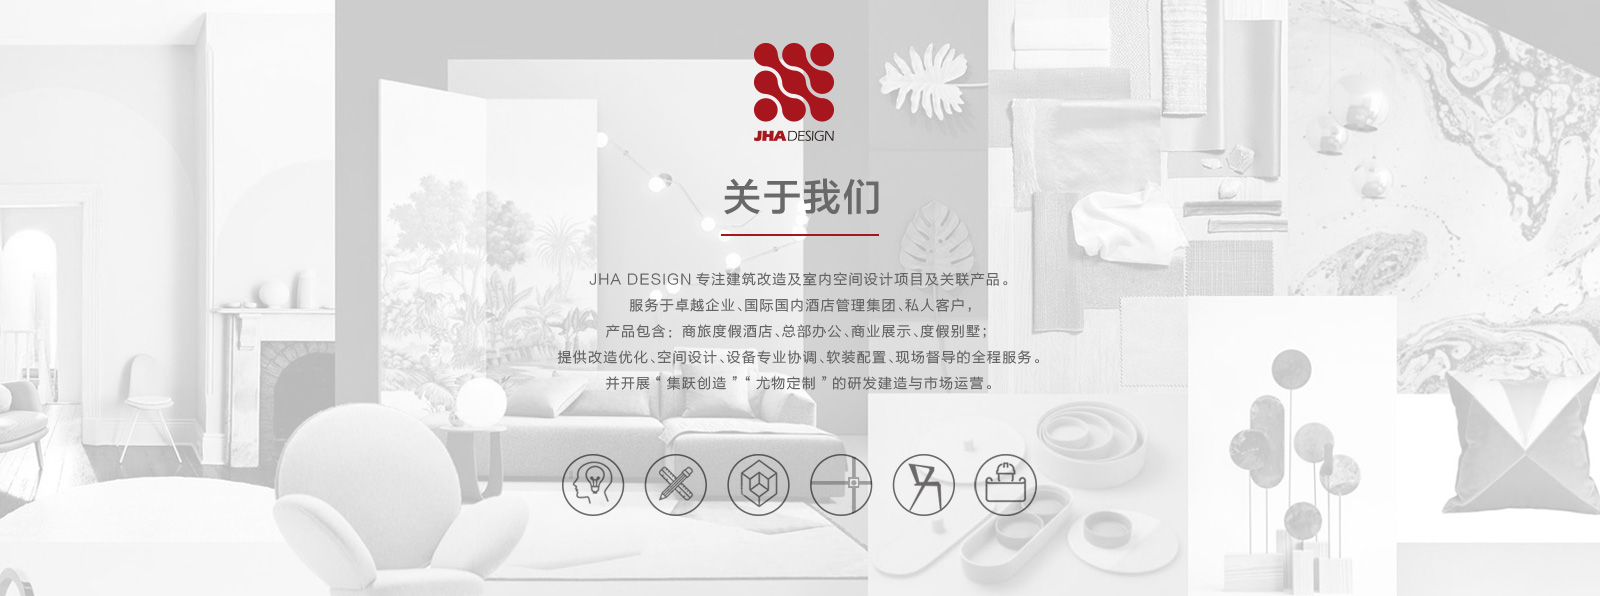 JHA DESIGN
关于我们
JHA DESIGN 专注建筑改造及室内空间设计项目及关联产品。
服务于卓越企业、国际国内酒店管理集团、私人客户，
产品包含：商旅度假酒店、总部办公、商业展示、度假别墅；
提供改造优化、空间设计、设备专业协调、软装配置、现场督导的全程服务。
并开展“集跃创造”“尤物定制”的研发建造与市场运营。